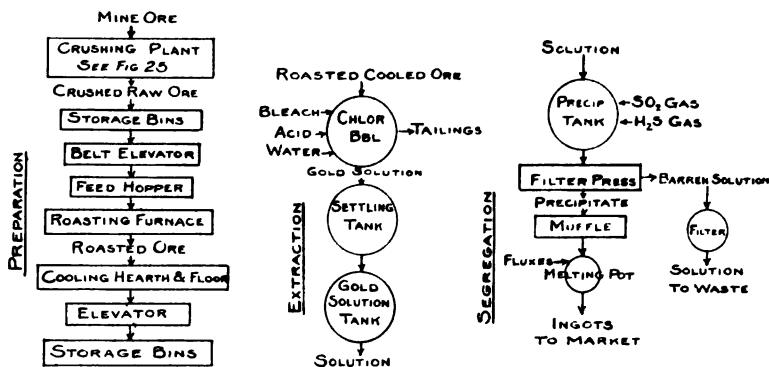 PREPARATION
MINE ORE
CRUSHING PLANT
SEE FIG 25
CRUSHED RAW ORE
STORAGE BINS
BELT ELEVATOR
FEED HOPPER
ROASTING FURNACE
ROASTED ORE
COOLING HEARTH & FLOOR
ELEVATOR
STORAGE BINS
EXTRACTION
ROASTED COOLED ORE
BLEACH
ACID
WATER
CHLOR
BBL
TAILINGS
GOLD SOLUTION
SETTLING
TANK
GOLD
SOLUTION
TANK
SOLUTION
SEGREGATION
SOLUTION
PRECIP
TANK
SO2 GAS
H2S GAS
FILTER PRESS
BARREN SOLUTION
PRECIPITATE
MUFFLE
FILTER
FLUXES
MELTING POT
SOLUTION
TO WASTE
INGOTS
TO MARKET